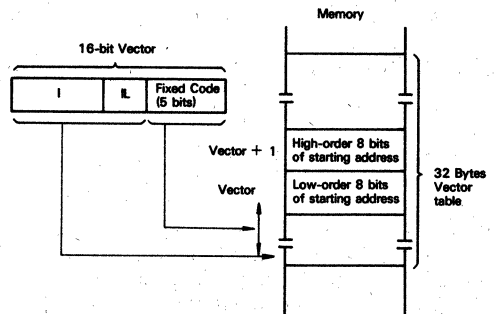 Memory
16-bit Vector
I
IL
Fixed Code
(5 bits)
Vector + 1
High-order 8 bits
of starting address
Vector
Low-order 8 bits
of starting address
32 Bytes
Vector
table